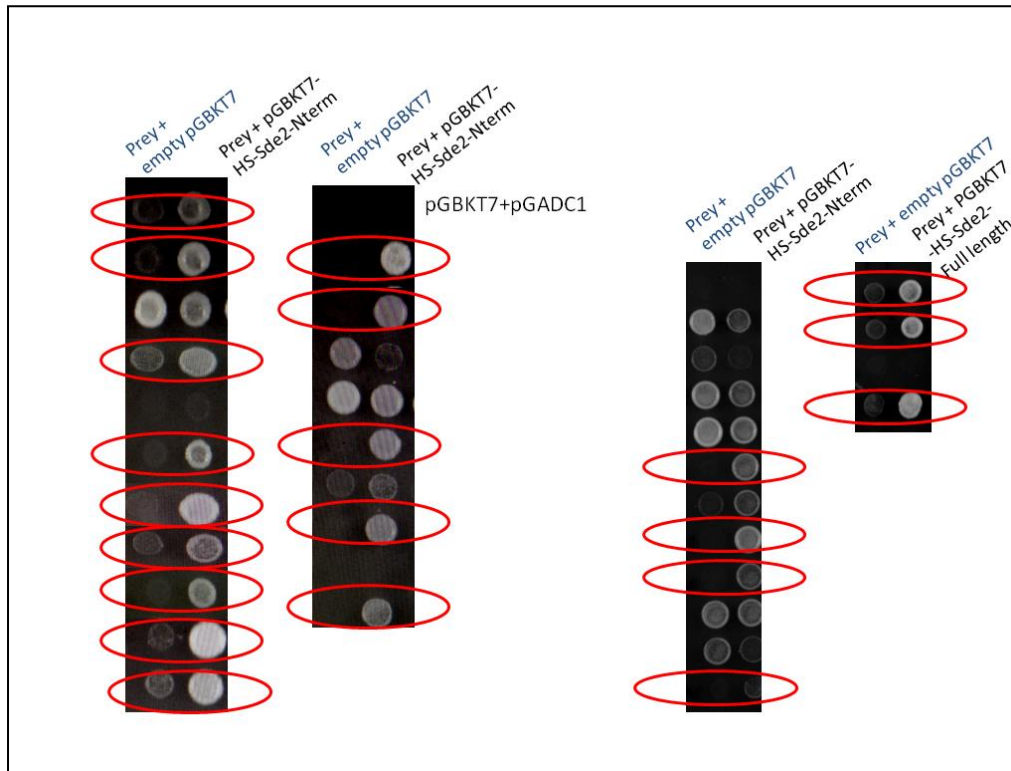 Prey +
empty pGBKT7
Prey + pGBKT7-
HS-Sde2-Nterm
Prey +
empty pGBKT7
Prey + pGBKT7-
HS-Sde2-Nterm
pGBKT7+pGADC1
Prey +
empty pGBKT7
Prey + pGBKT7-
HS-Sde2-Nterm
Prey + empty pGBKT7
Prey + PGBKT7
-HS-Sde2-
Full length